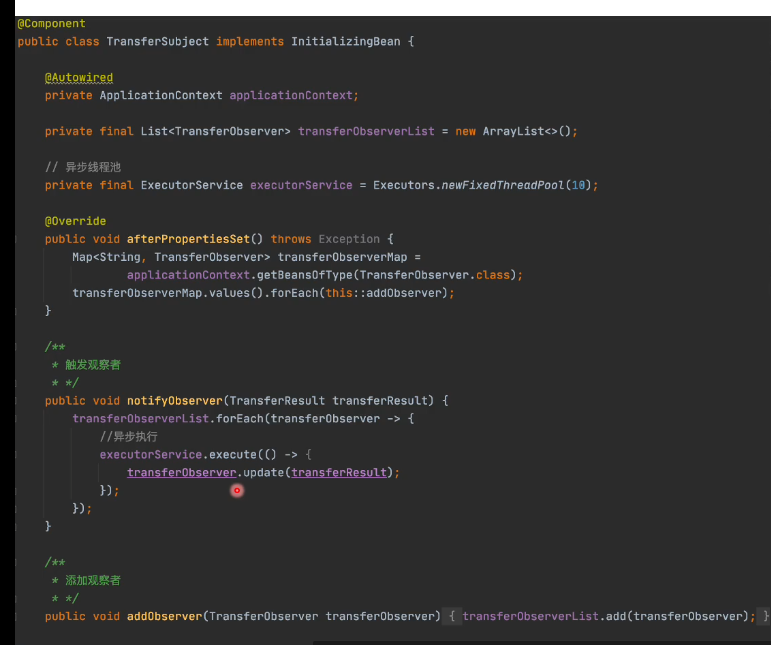 @Component
public class TransferSubject implements InitializingBean {
@Autowired
private ApplicationContext applicationContext;
private final List<TransferObserver> transferObserverList = new ArrayList<>();
// 异步线程池
private final ExecutorService executorService = Executors.newFixedThreadPool(10);
@Override
public void afterPropertiesSet() throws Exception {
Map<String, TransferObserver> transferObserverMap =
applicationContext.getBeansOfType(TransferObserver.class);
transferObserverMap.values().forEach(this::addObserver);
}
/**
* 触发观察者
* */
public void notifyObserver(TransferResult transferResult) {
transferObserverList.forEach(transferObserver -> {
//异步执行
executorService.execute(() -> {
transferObserver.update(transferResult);
});
});
}
/**
* 添加观察者
* */
public void addObserver(TransferObserver transferObserver) { transferObserverList.add(transferObserver); }